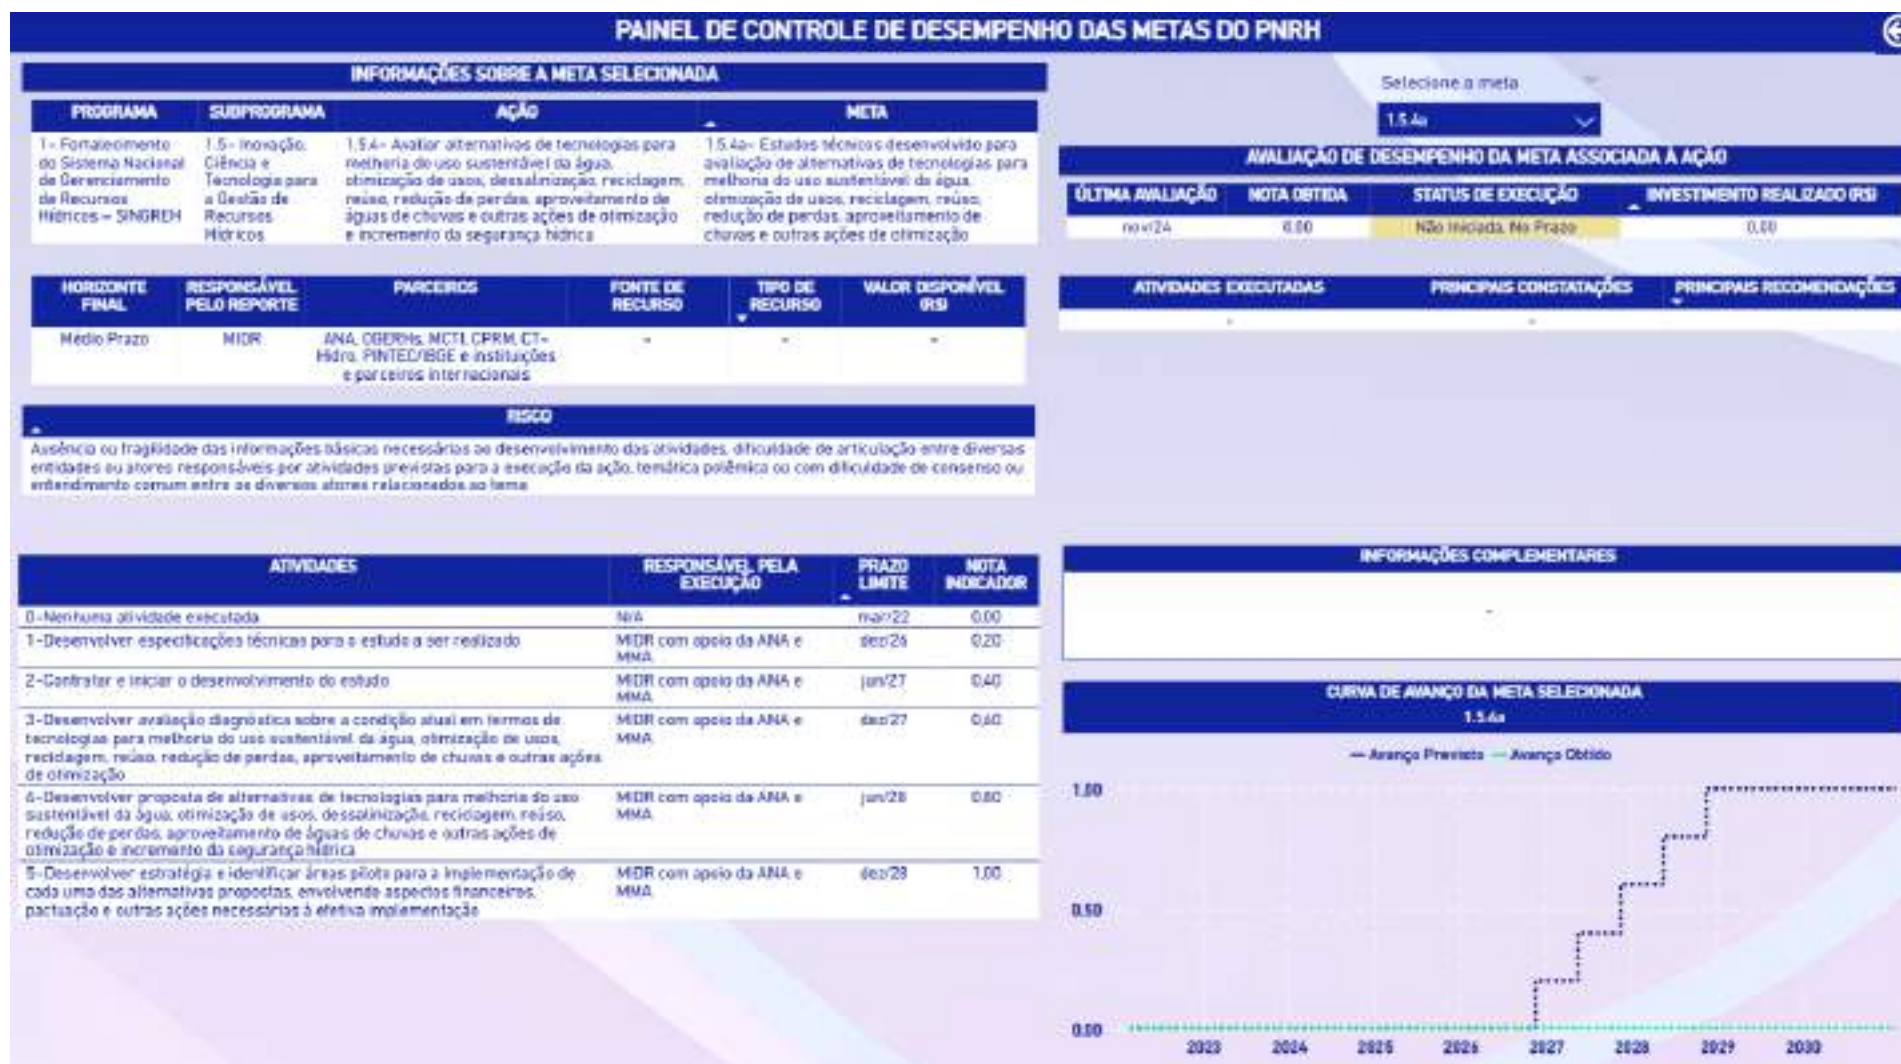 PAINEL DE CONTROLE DE DESEMPENHO DAS METAS DO PNRH
INFORMAÇÕES SOBRE A META SELECIONADA
PROGRAMA SUBPROGRAMA AÇÃO META
1- Fortalecimento do Sistema Nacional de Gerenciamento de Recursos Hídricos – SINGREH
1.5- Inovação, Ciência e Tecnologia para a Gestão de Recursos Hídricos
1.5.4- Avaliar alternativas de tecnologias para
melhoria do uso sustentável da água,
otimização de usos, dessalinização, reciclagem,
reúso, redução de perdas, aproveitamento de
águas de chuvas e outras ações de otimização
e incremento da segurança hídrica
1.5.4a- Estudos técnicos desenvolvido para
avaliação de alternativas de tecnologias para
melhoria do uso sustentável da água,
otimização de usos, reciclagem, reúso,
redução de perdas, aproveitamento de
chuvas e outras ações de otimização
HORIZONTE FINAL RESPONSÁVEL PELO REPORTE PARCEIROS FONTE DE RECURSO TIPO DE RECURSO VALOR DISPONÍVEL (R$)
Médio Prazo MIDR ANA, OGERHs, MCTI, CPRM, CT-
Hidro, PINTEC/IBGE e instituições
e parceiros internacionais - - -
RISCO
Ausência ou fragilidade das informações básicas necessárias ao desenvolvimento das atividades, dificuldade de articulação entre diversas
entidades ou atores responsáveis por atividades previstas para a execução da ação, temática polêmica ou com dificuldade de consenso ou
entendimento comum entre os diversos atores relacionados ao tema
ATIVIDADES RESPONSÁVEL PELA EXECUÇÃO PRAZO LIMITE NOTA INDICADOR
0-Nenhuma atividade executada N/A mar/22 0,00
1-Desenvolver especificações técnicas para o estudo a ser realizado MIDR com apoio da ANA e MMA dez/26 0,20
2-Contratar e iniciar o desenvolvimento do estudo MIDR com apoio da ANA e MMA jun/27 0,40
3-Desenvolver avaliação diagnóstica sobre a condição atual em termos de
tecnologias para melhoria do uso sustentável da água, otimização de usos,
reciclagem, reúso, redução de perdas, aproveitamento de chuvas e outras ações
de otimização MIDR com apoio da ANA e MMA dez/27 0,60
4-Desenvolver proposta de alternativas de tecnologias para melhoria do uso
sustentável da água, otimização de usos, dessalinização, reciclagem, reúso,
redução de perdas, aproveitamento de águas de chuvas e outras ações de
otimização e incremento da segurança hídrica MIDR com apoio da ANA e MMA jun/28 0,80
5-Desenvolver estratégia e identificar áreas piloto para a implementação de
cada uma das alternativas propostas, envolvendo aspectos financeiros,
pactuação e outras ações necessárias à efetiva implementação MIDR com apoio da ANA e MMA dez/28 1,00
Selecione a meta
1.5.4a
AVALIAÇÃO DE DESEMPENHO DA META ASSOCIADA À AÇÃO
ÚLTIMA AVALIAÇÃO NOTA OBTIDA STATUS DE EXECUÇÃO INVESTIMENTO REALIZADO (R$)
nov/24 0,00 Não Iniciada, No Prazo 0,00
ATIVIDADES EXECUTADAS PRINCIPAIS CONSTATAÇÕES PRINCIPAIS RECOMENDAÇÕES
- -
INFORMAÇÕES COMPLEMENTARES
-
CURVA DE AVANÇO DA META SELECIONADA
1.5.4a
Avanço Previsto Avanço Obtido
1.00
0.50
0.00
2023 2024 2025 2026 2027 2028 2029 2030